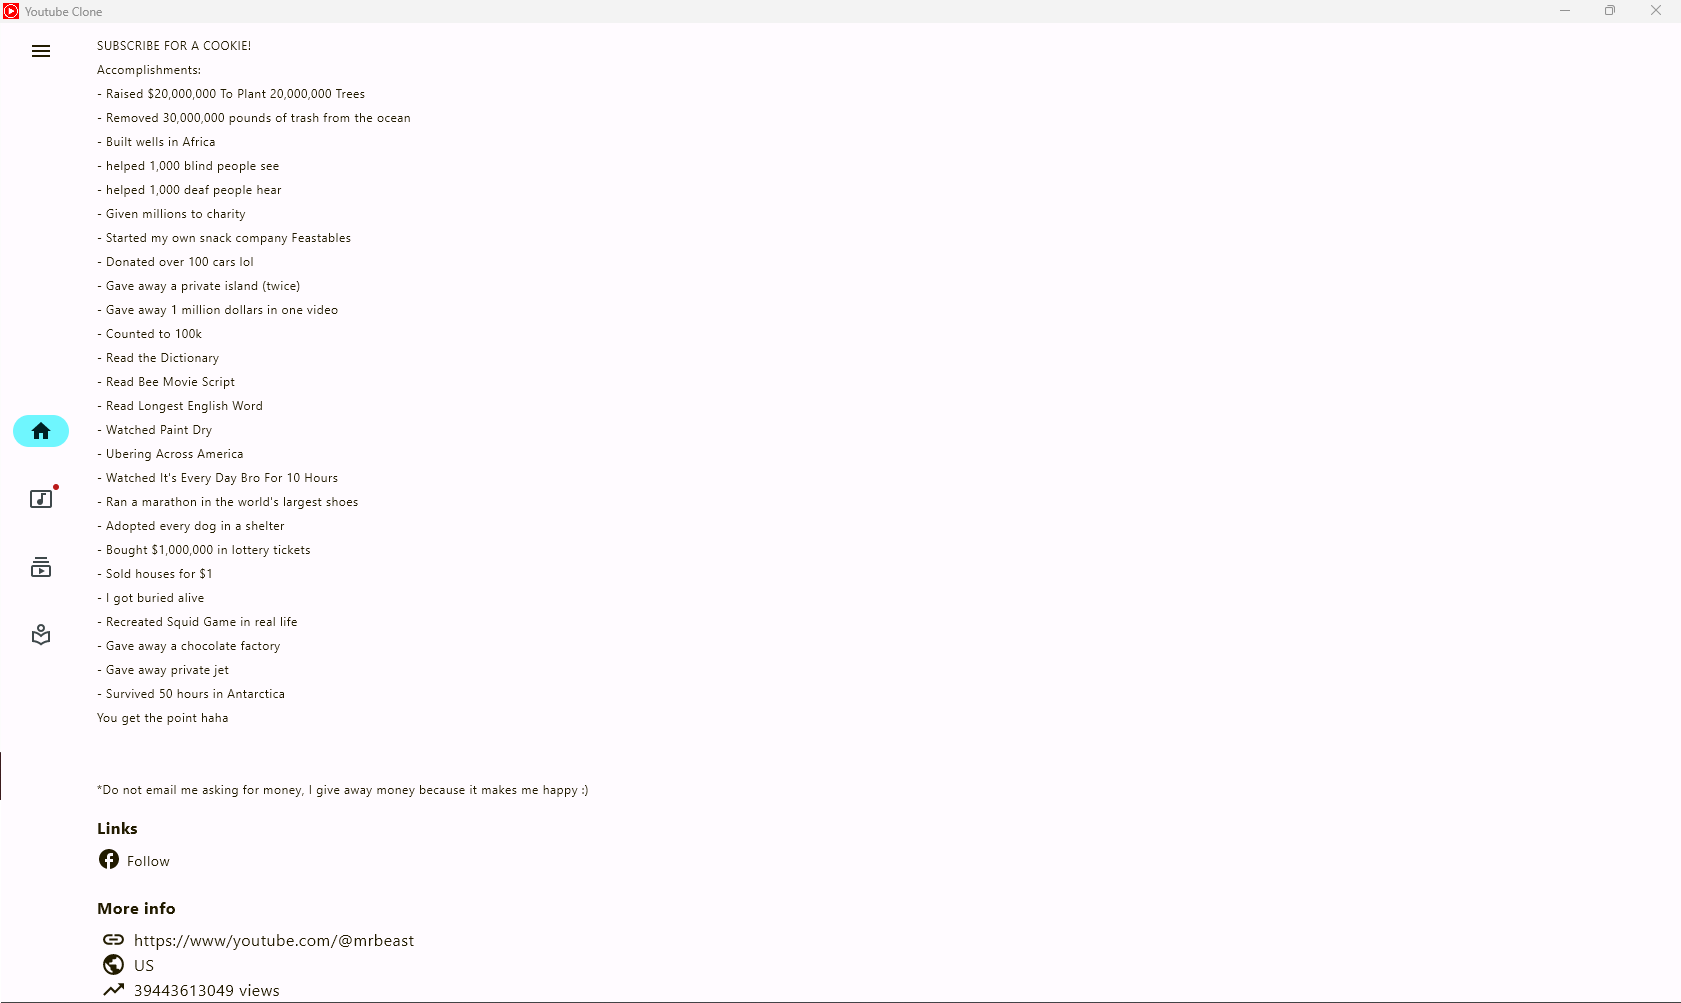 Youtube Clone
SUBSCRIBE FOR A COOKIE!
Accomplishments:
- Raised $20,000,000 To Plant 20,000,000 Trees
- Removed 30,000,000 pounds of trash from the ocean
- Built wells in Africa
- helped 1,000 blind people see
- helped 1,000 deaf people hear
- Given millions to charity
- Started my own snack company Feastables
- Donated over 100 cars lol
- Gave away a private island (twice)
- Gave away 1 million dollars in one video
- Counted to 100k
- Read the Dictionary
- Read Bee Movie Script
- Read Longest English Word
- Watched Paint Dry
- Ubering Across America
- Watched It's Every Day Bro For 10 Hours
- Ran a marathon in the world's largest shoes
- Adopted every dog in a shelter
- Bought $1,000,000 in lottery tickets
- Sold houses for $1
- I got buried alive
- Recreated Squid Game in real life
- Gave away a chocolate factory
- Gave away private jet
- Survived 50 hours in Antarctica
You get the point haha
*Do not email me asking for money, I give away money because it makes me happy :)
Links
Follow
More info
https://www/youtube.com/@mrbeast
US
39443613049 views